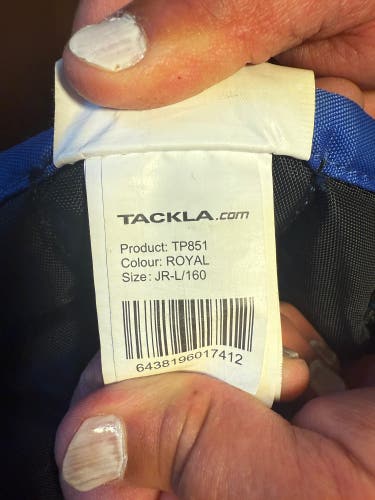 TACKLA.com
Product: TP851
Colour: ROYAL
Size: JR-L/160
6438196017412